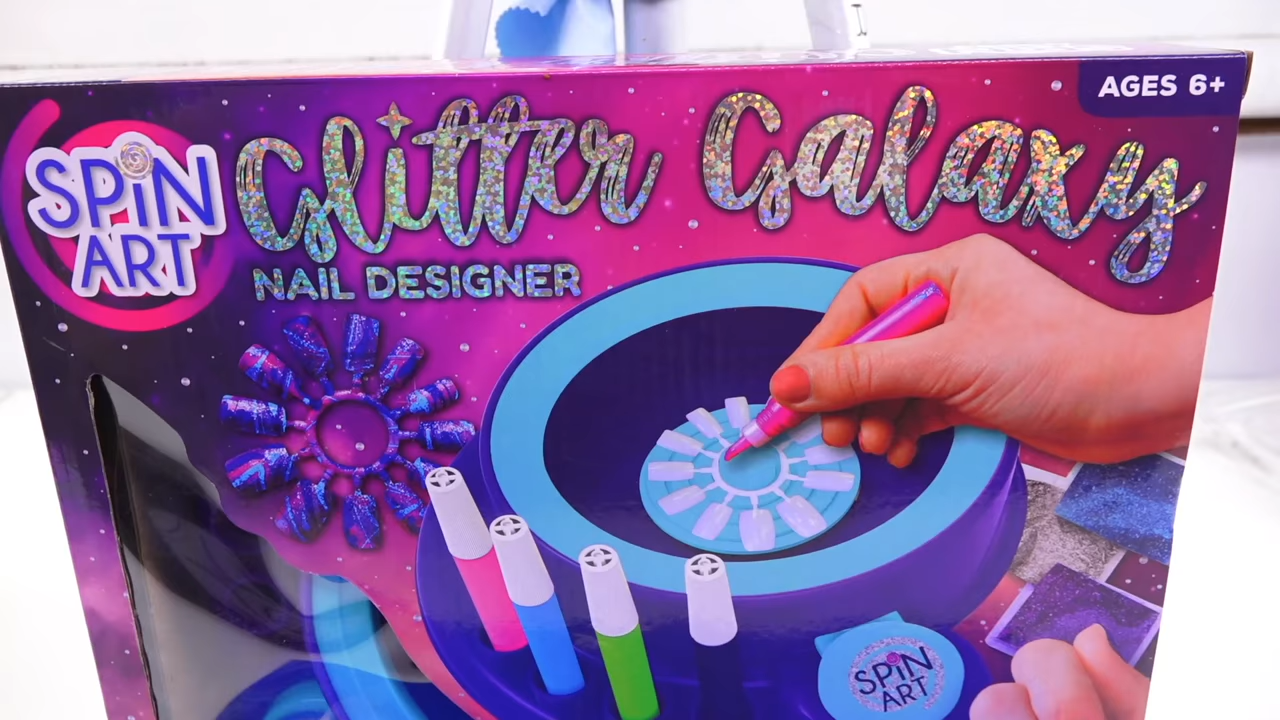 AGES 6+
SPIN
ART
Glitter Galaxy
NAIL DESIGNER
SPIN
ART